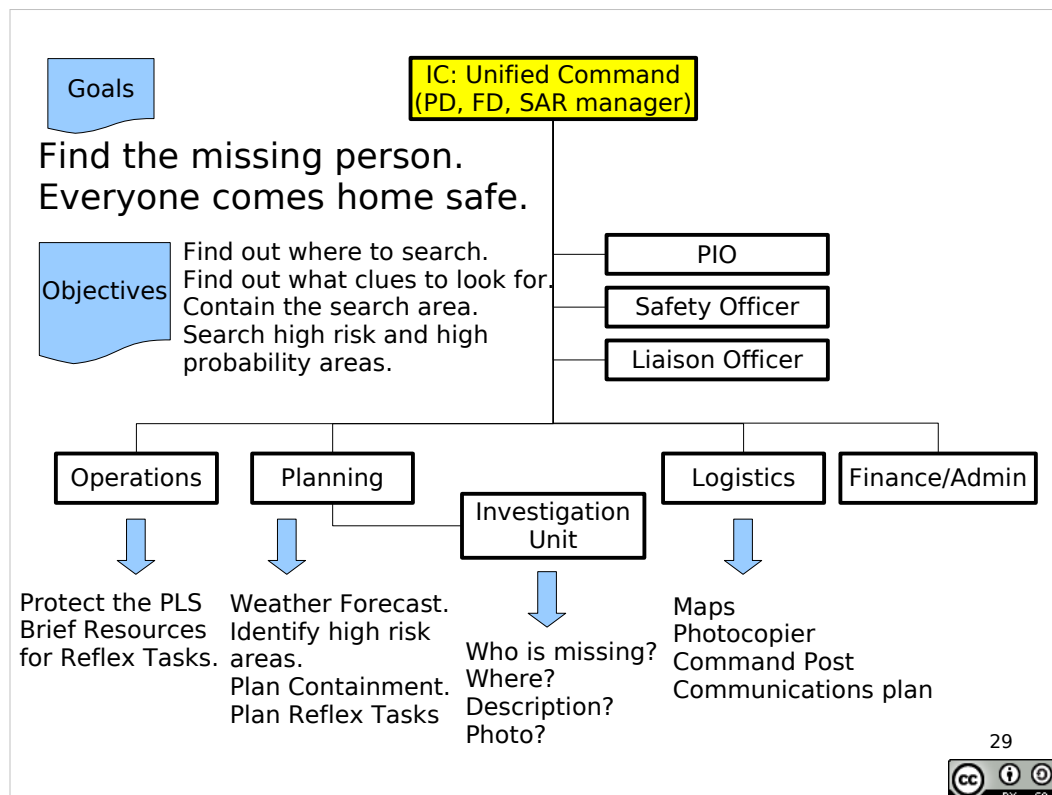 Goals
IC: Unified Command
(PD, FD, SAR manager)
Find the missing person.
Everyone comes home safe.
Objectives
Find out where to search.
Find out what clues to look for.
Contain the search area.
Search high risk and high
probability areas.
PIO
Safety Officer
Liaison Officer
Operations
Planning
Investigation
Unit
Logistics
Finance/Admin
Protect the PLS
Brief Resources
for Reflex Tasks.
Weather Forecast.
Identify high risk
areas.
Plan Containment.
Plan Reflex Tasks
Who is missing?
Where?
Description?
Photo?
Maps
Photocopier
Command Post
Communications plan
29
cc